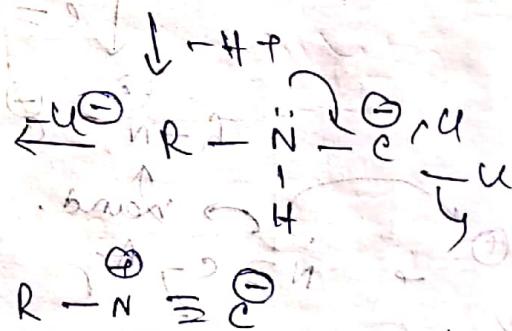 ↓ -H+
-Cl⊖ ← R — N̈ — C⊖ Cl — Cl
H
R — N⊕ ≡ C⊖